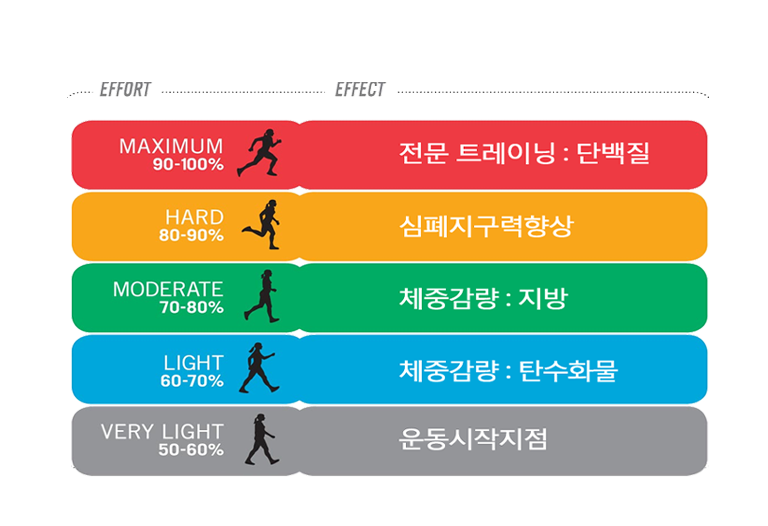 EFFORT EFFECT
MAXIMUM
90-100%
전문 트레이닝 : 단백질
HARD
80-90%
심폐지구력향상
MODERATE
70-80%
체중감량 : 지방
LIGHT
60-70%
체중감량 : 탄수화물
VERY LIGHT
50-60%
운동시작지점